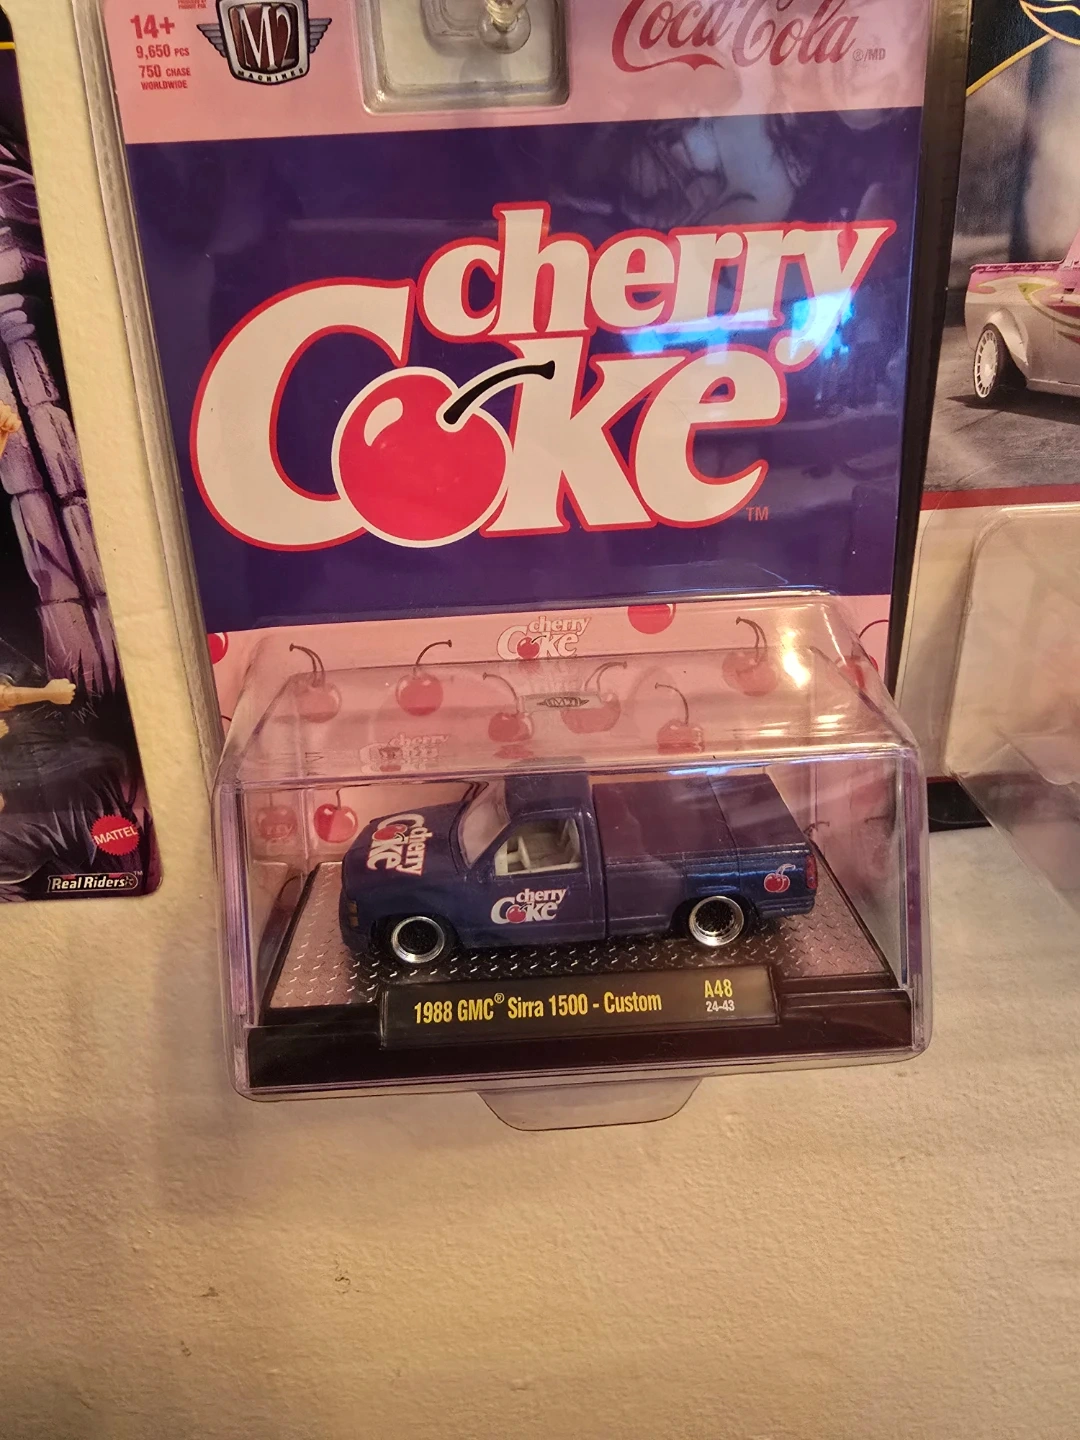 14+
9,650 PCS
750 CHASE
WORLDWIDE
M2
MACHINES
Coca-Cola ®/MD
cherry
Coke
TM
cherry
Coke
cherry
Coke
cherry
Coke
1988 GMC® Sirra 1500 - Custom
A48
24-43
MATTEL
Real Riders™